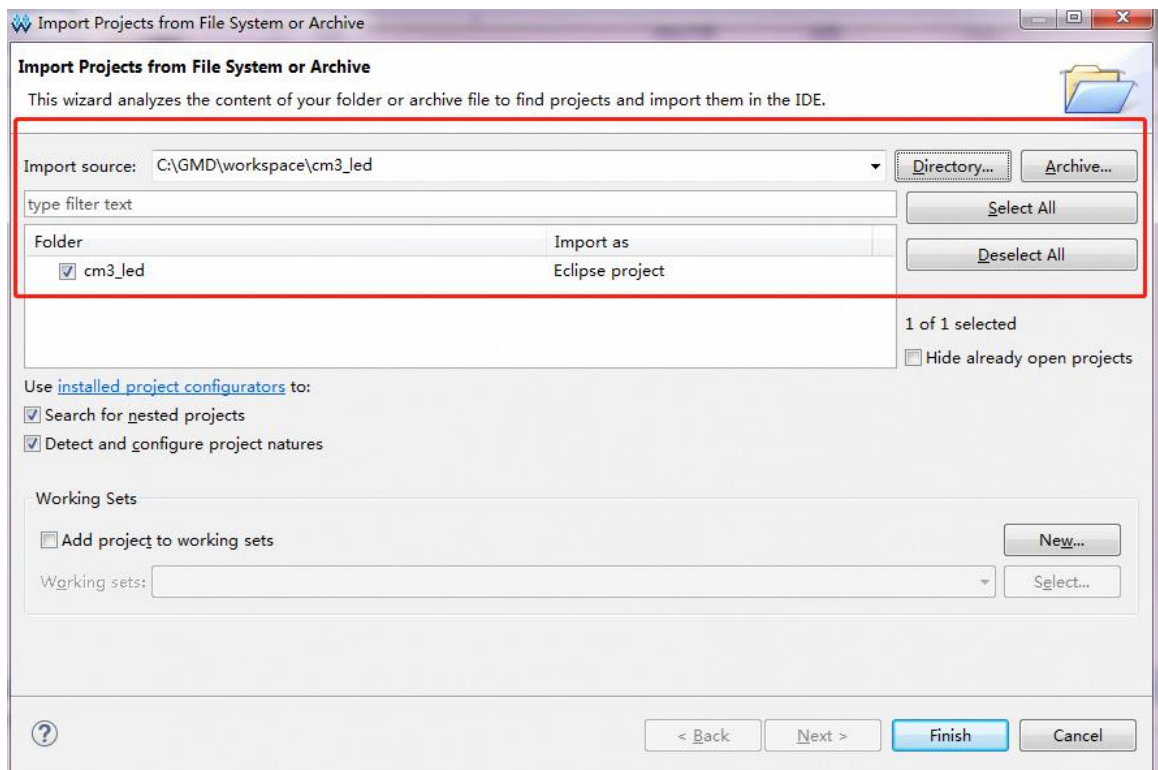 Import Projects from File System or Archive
Import Projects from File System or Archive
This wizard analyzes the content of your folder or archive file to find projects and import them in the IDE.
Import source: C:\GMD\workspace\cm3_led Directory... Archive...
type filter text Select All
Folder Import as Deselect All
cm3_led Eclipse project
1 of 1 selected
Hide already open projects
Use installed project configurators to:
Search for nested projects
Detect and configure project natures
Working Sets
Add project to working sets New...
Working sets: Select...
? < Back Next > Finish Cancel